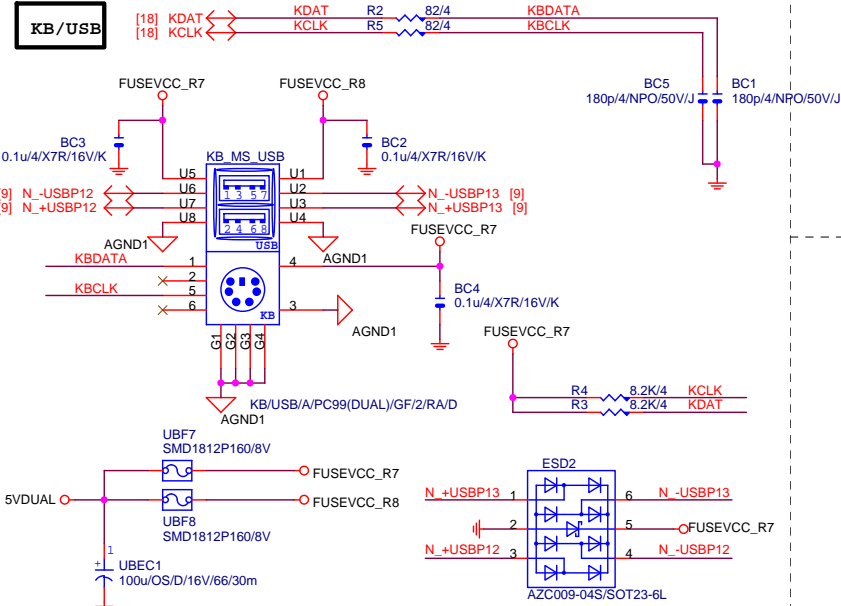 KB/USB
[18] KDAT KDAT R2 82/4 KBDATA
[18] KCLK KCLK R5 82/4 KBCLK
BC5
180p/4/NPO/50V/J
BC1
180p/4/NPO/50V/J
FUSEVCC_R7
FUSEVCC_R8
BC3
0.1u/4/X7R/16V/K
BC2
0.1u/4/X7R/16V/K
KB_MS_USB
U5 U1
U6 U2
U7 U3
U8 U4
1 3 5 7
2 4 6 8
USB
9] N_-USBP12
9] N_+USBP12
N_-USBP13 [9]
N_+USBP13 [9]
AGND1
AGND1
FUSEVCC_R7
KBDATA 1 4
2
KBCLK 5
6 3
KB
BC4
0.1u/4/X7R/16V/K
AGND1
G1 G2 G3 G4
AGND1
KB/USB/A/PC99(DUAL)/GF/2/RA/D
FUSEVCC_R7
R4 8.2K/4 KCLK
R3 8.2K/4 KDAT
UBF7
SMD1812P160/8V
FUSEVCC_R7
5VDUAL
FUSEVCC_R8
UBF8
SMD1812P160/8V
1
+
UBEC1
100u/OS/D/16V/66/30m
ESD2
N_+USBP13 1 6 N_-USBP13
2 5 FUSEVCC_R7
N_+USBP12 3 4 N_-USBP12
AZC009-04S/SOT23-6L